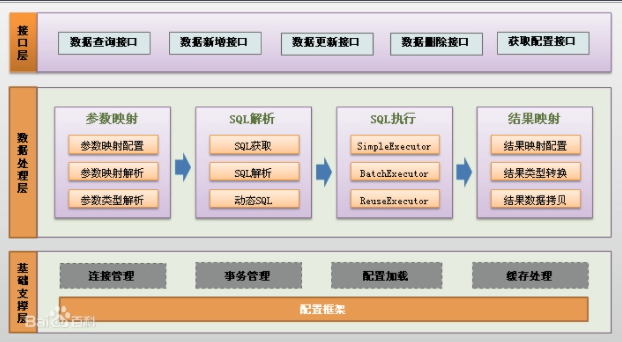 接口层
数据查询接口 数据新增接口 数据更新接口 数据删除接口 获取配置接口
数据处理层
参数映射 SQL解析 SQL执行 结果映射
参数映射配置 SQL获取 SimpleExecutor 结果映射配置
参数映射解析 SQL解析 BatchExecutor 结果类型转换
参数类型解析 动态SQL ReuseExecutor 结果数据拷贝
基础支撑层
连接管理 事务管理 配置加载 缓存处理
配置框架
Baidu百科